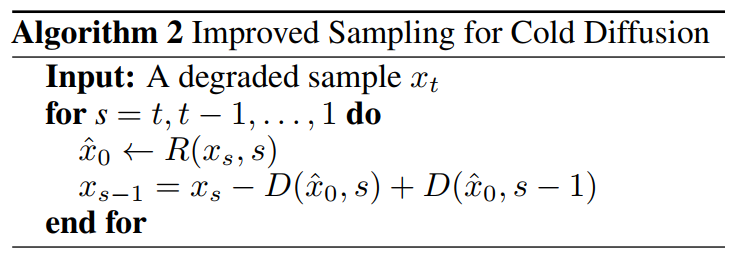 Algorithm 2 Improved Sampling for Cold Diffusion
Input: A degraded sample $x_t$
for $s = t, t - 1, \ldots, 1$ do
$\hat{x}_0 \leftarrow R(x_s, s)$
$x_{s-1} = x_s - D(\hat{x}_0, s) + D(\hat{x}_0, s - 1)$
end for